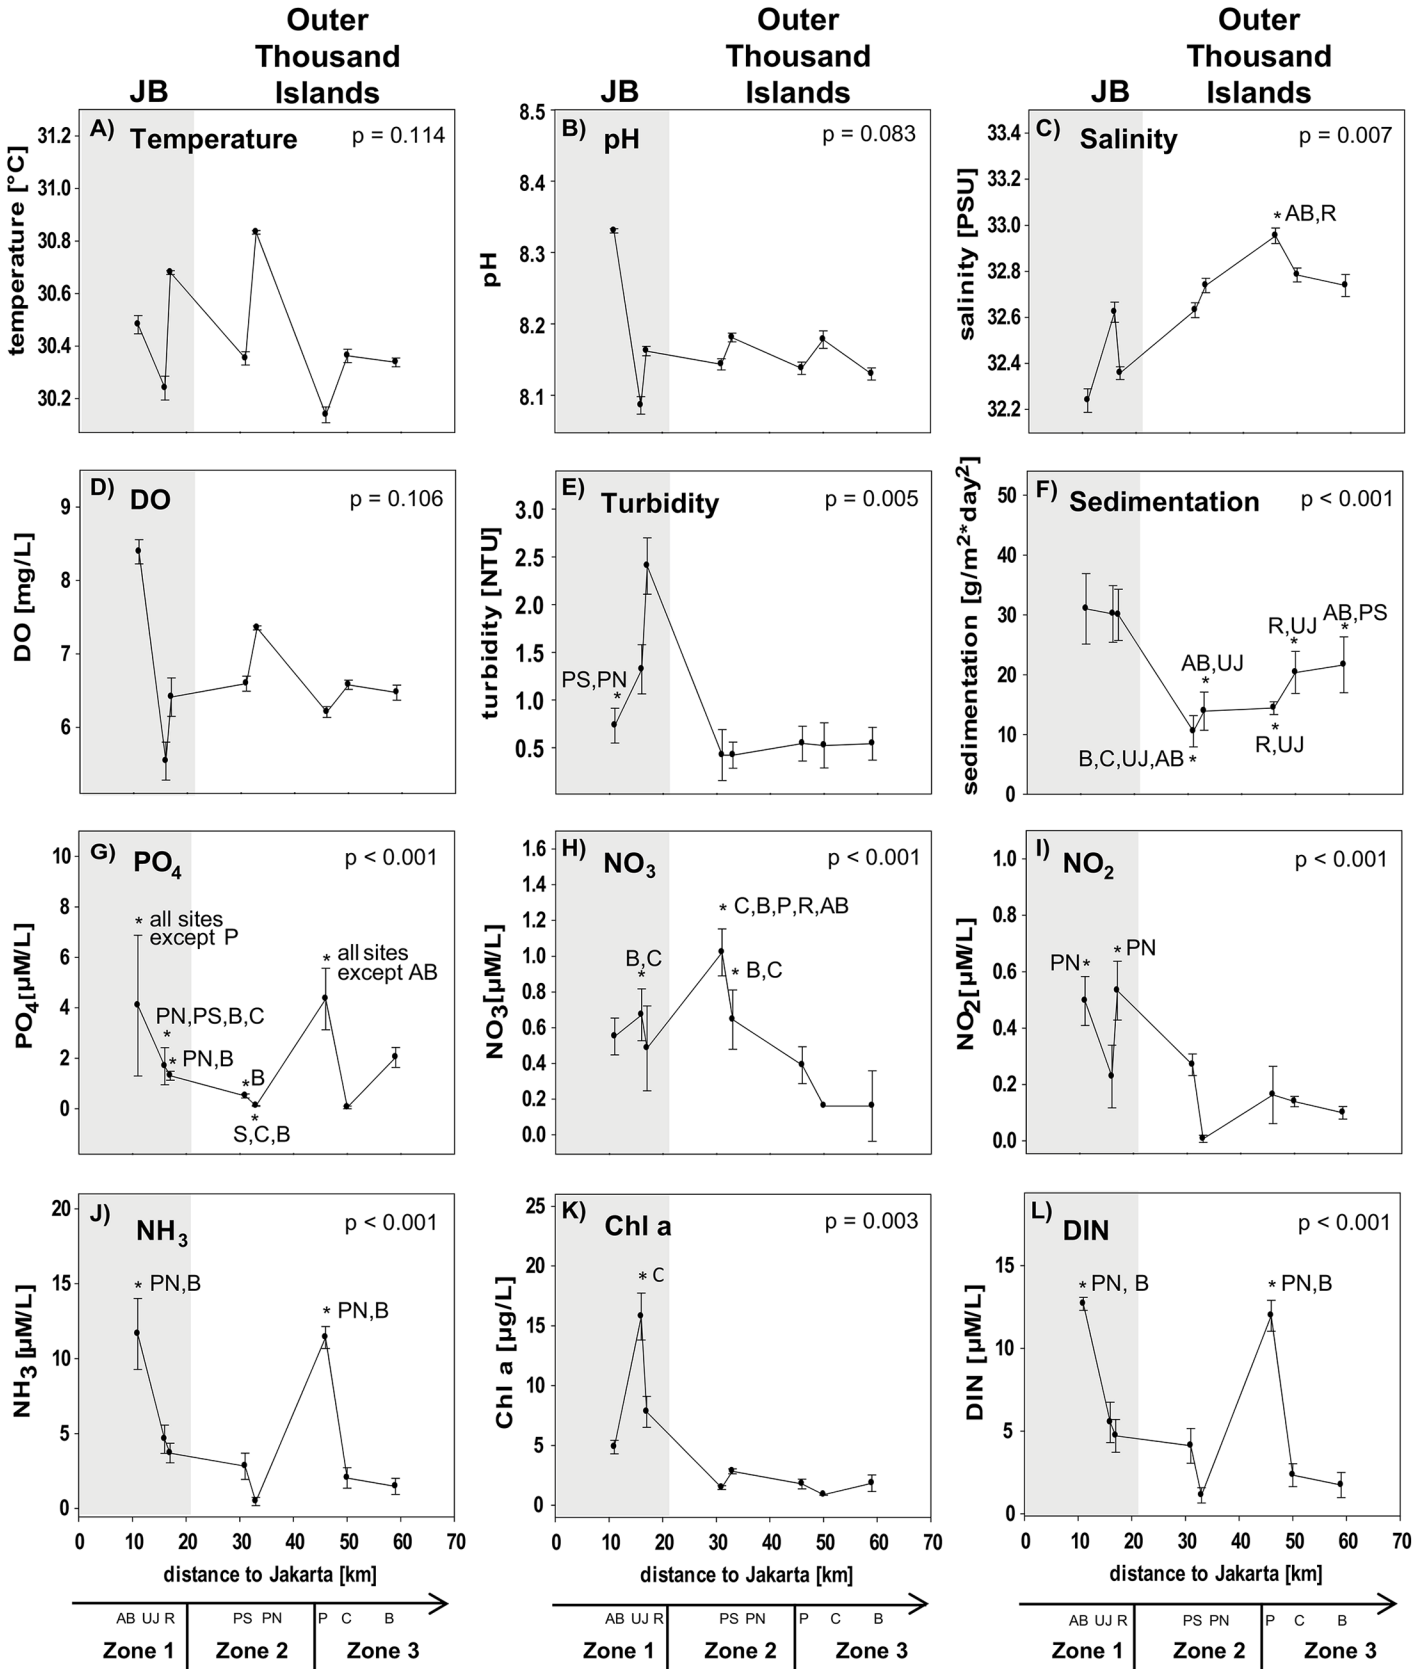 Outer
Thousand
Islands
JB
Outer
Thousand
Islands
JB
Outer
Thousand
Islands
JB
A) Temperature p = 0.114
temperature [°C]
31.2
31.0
30.8
30.6
30.4
30.2
B) pH p = 0.083
pH
8.5
8.4
8.3
8.2
8.1
C) Salinity p = 0.007
salinity [PSU]
33.4
33.2
33.0
32.8
32.6
32.4
32.2
* AB,R
D) DO p = 0.106
DO [mg/L]
9
8
7
6
E) Turbidity p = 0.005
turbidity [NTU]
3.0
2.5
2.0
1.5
1.0
0.5
PS,PN
*
F) Sedimentation p < 0.001
sedimentation [g/m²*day²]
50
40
30
20
10
0
AB,PS
*
R,UJ
*
AB,UJ
*
*
R,UJ
B,C,UJ,AB *
G) PO4 p < 0.001
PO4[µM/L]
10
8
6
4
2
0
* all sites
except P
* all sites
except AB
PN,PS,B,C
*
* PN,B
*B
*
S,C,B
H) NO3 p < 0.001
NO3[µM/L]
1.6
1.4
1.2
1.0
0.8
0.6
0.4
0.2
0.0
* C,B,P,R,AB
B,C
*
* B,C
I) NO2 p < 0.001
NO2[µM/L]
1.0
0.8
0.6
0.4
0.2
0.0
PN*
* PN
J) NH3 p < 0.001
NH3 [µM/L]
20
15
10
5
0
* PN,B
* PN,B
0 10 20 30 40 50 60 70
distance to Jakarta [km]
AB UJ R PS PN P C B
Zone 1 Zone 2 Zone 3
K) Chl a p = 0.003
Chl a [µg/L]
25
20
15
10
5
0
* C
0 10 20 30 40 50 60 70
distance to Jakarta [km]
AB UJ R PS PN P C B
Zone 1 Zone 2 Zone 3
L) DIN p < 0.001
DIN [µM/L]
15
10
5
0
* PN, B
* PN,B
0 10 20 30 40 50 60 70
distance to Jakarta [km]
AB UJ R PS PN P C B
Zone 1 Zone 2 Zone 3